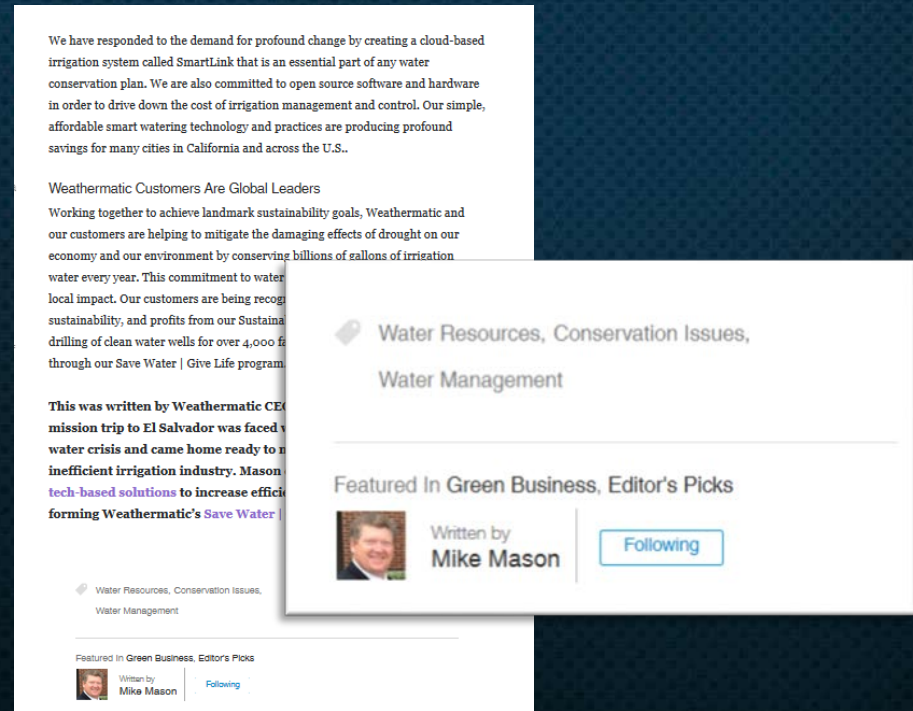 We have responded to the demand for profound change by creating a cloud-based
irrigation system called SmartLink that is an essential part of any water
conservation plan. We are also committed to open source software and hardware
in order to drive down the cost of irrigation management and control. Our simple,
affordable smart watering technology and practices are producing profound
savings for many cities in California and across the U.S..
Weathermatic Customers Are Global Leaders
Working together to achieve landmark sustainability goals, Weathermatic and
our customers are helping to mitigate the damaging effects of drought on our
economy and our environment by conserving billions of gallons of irrigation
water every year. This commitment to water
local impact. Our customers are being
sustainability, and profits from our
drilling of clean water wells for over 4,000
through our Save Water | Give Life program
This was written by Weathermatic
mission trip to El Salvador was faced
water crisis and came home ready to
inefficient irrigation industry. Mason
tech-based solutions to increase
forming Weathermatic's Save Water |
Water Resources, Conservation Issues,
Water Management
Featured In Green Business, Editor's Picks
Written by
Mike Mason
Following
Water Resources, Conservation Issues,
Water Management
Featured In Green Business, Editor's Picks
Written by
Mike Mason
Following